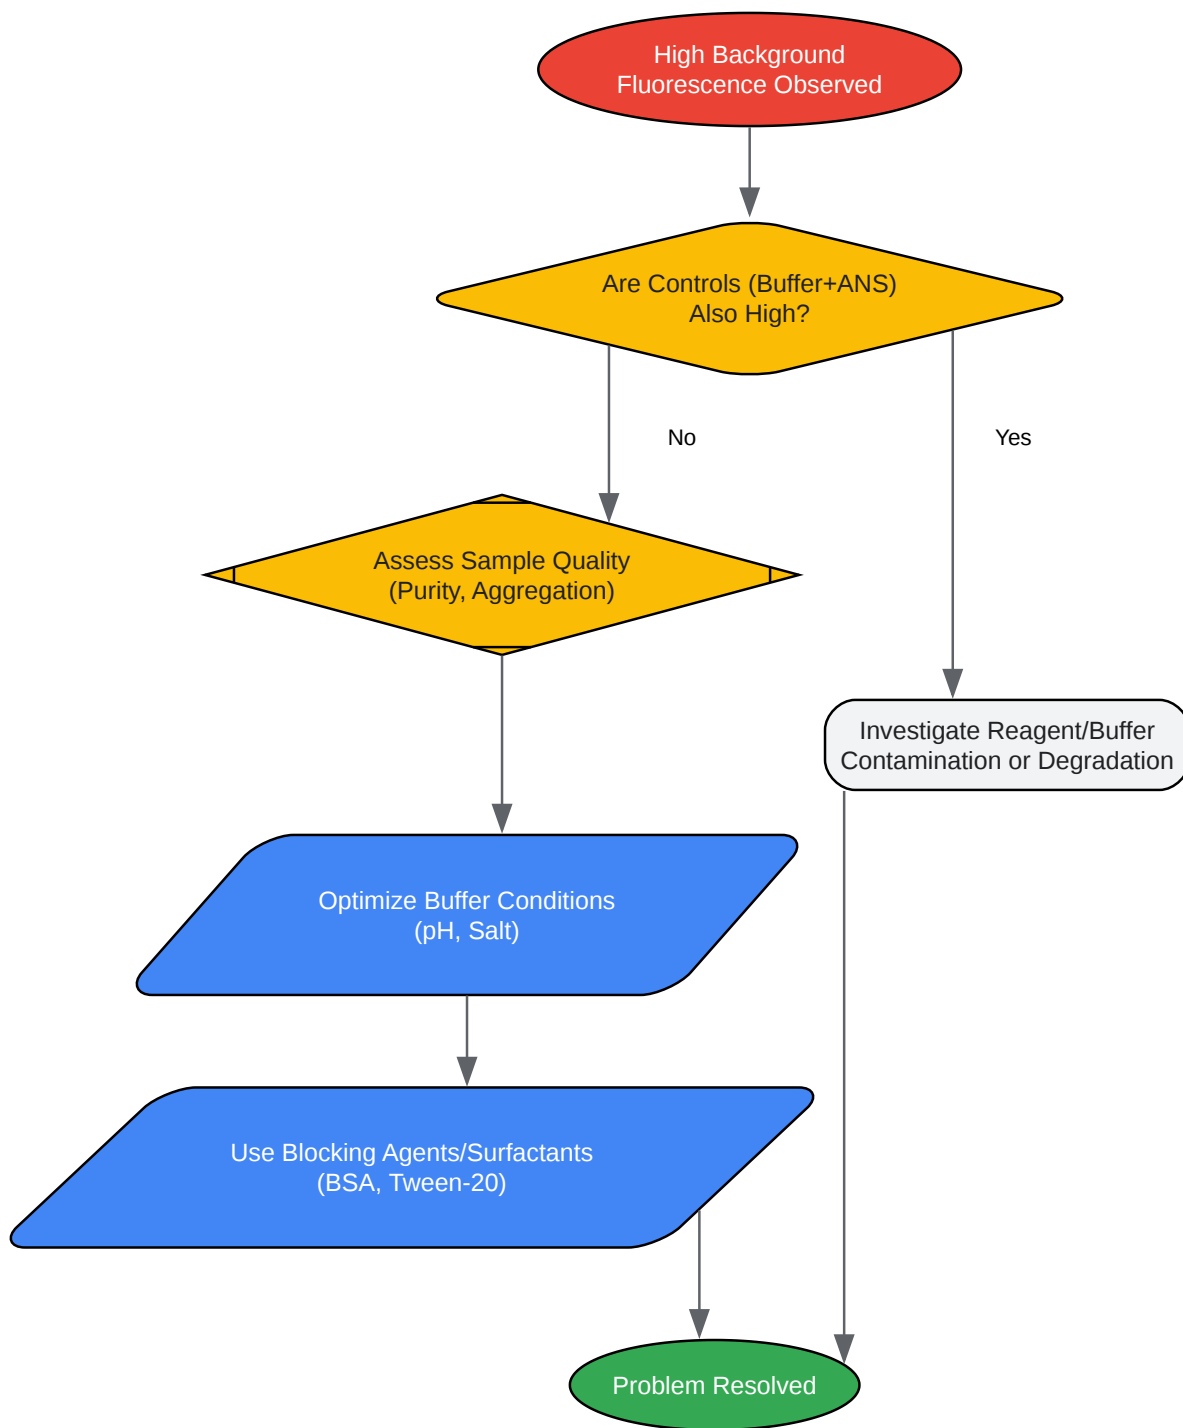 High Background
Fluorescence Observed
Are Controls (Buffer+ANS)
Also High?
No
Yes
Assess Sample Quality
(Purity, Aggregation)
Investigate Reagent/Buffer
Contamination or Degradation
Optimize Buffer Conditions
(pH, Salt)
Use Blocking Agents/Surfactants
(BSA, Tween-20)
Problem Resolved